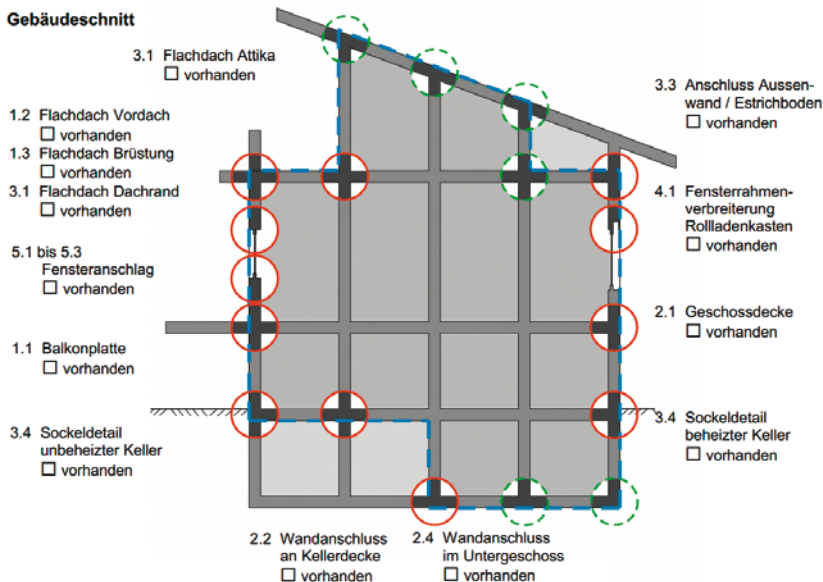 Gebäudeschnitt
3.1 Flachdach Attika
☐ vorhanden
1.2 Flachdach Vordach
☐ vorhanden
1.3 Flachdach Brüstung
☐ vorhanden
3.1 Flachdach Dachrand
☐ vorhanden
5.1 bis 5.3
Fensteranschlag
☐ vorhanden
1.1 Balkonplatte
☐ vorhanden
3.4 Sockeldetail
unbeheizter Keller
☐ vorhanden
3.3 Anschluss Aussen-
wand / Estrichboden
☐ vorhanden
4.1 Fensterrahmen-
verbreiterung
Rollladenkasten
☐ vorhanden
2.1 Geschossdecke
☐ vorhanden
3.4 Sockeldetail
beheizter Keller
☐ vorhanden
2.2 Wandanschluss
an Kellerdecke
☐ vorhanden
2.4 Wandanschluss
im Untergeschoss
☐ vorhanden